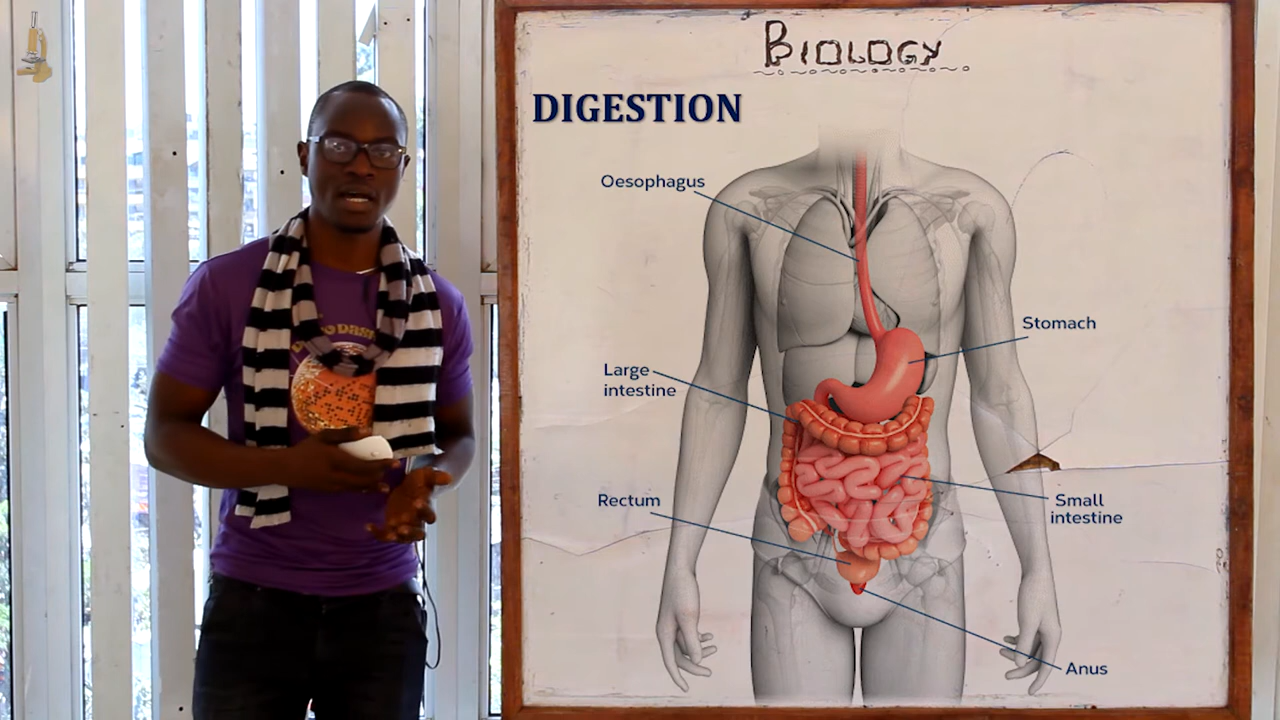 BIOLOGY
DIGESTION
Oesophagus
Stomach
Large
intestine
Rectum
Small
intestine
Anus